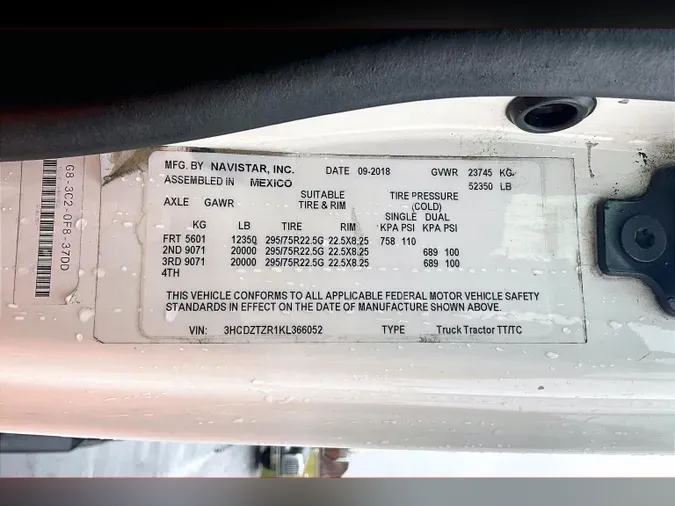 MFG. BY NAVISTAR, INC. DATE 09-2018 GVWR 23745 KG
ASSEMBLED IN MEXICO 52350 LB
AXLE GAWR SUITABLE TIRE & RIM TIRE PRESSURE (COLD)
SINGLE DUAL
KG LB TIRE RIM KPA PSI KPA PSI
FRT 5601 12350 295/75R22.5G 22.5X8.25 758 110
2ND 9071 20000 295/75R22.5G 22.5X8.25 689 100
3RD 9071 20000 295/75R22.5G 22.5X8.25 689 100
4TH
THIS VEHICLE CONFORMS TO ALL APPLICABLE FEDERAL MOTOR VEHICLE SAFETY
STANDARDS IN EFFECT ON THE DATE OF MANUFACTURE SHOWN ABOVE.
VIN: 3HCDZTZR1KL366052 TYPE Truck Tractor TT/TC
G8-3C2-0F8-37DD